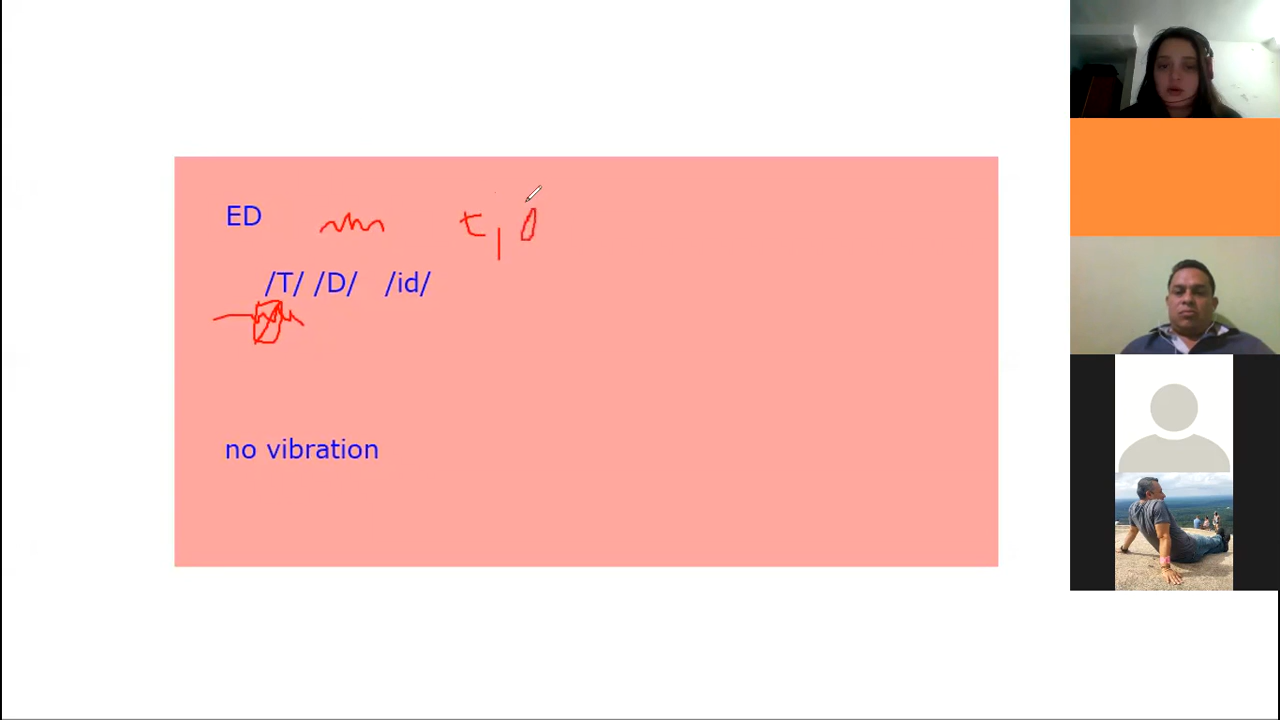 ED t,
/T/ /D/ /id/
no vibration